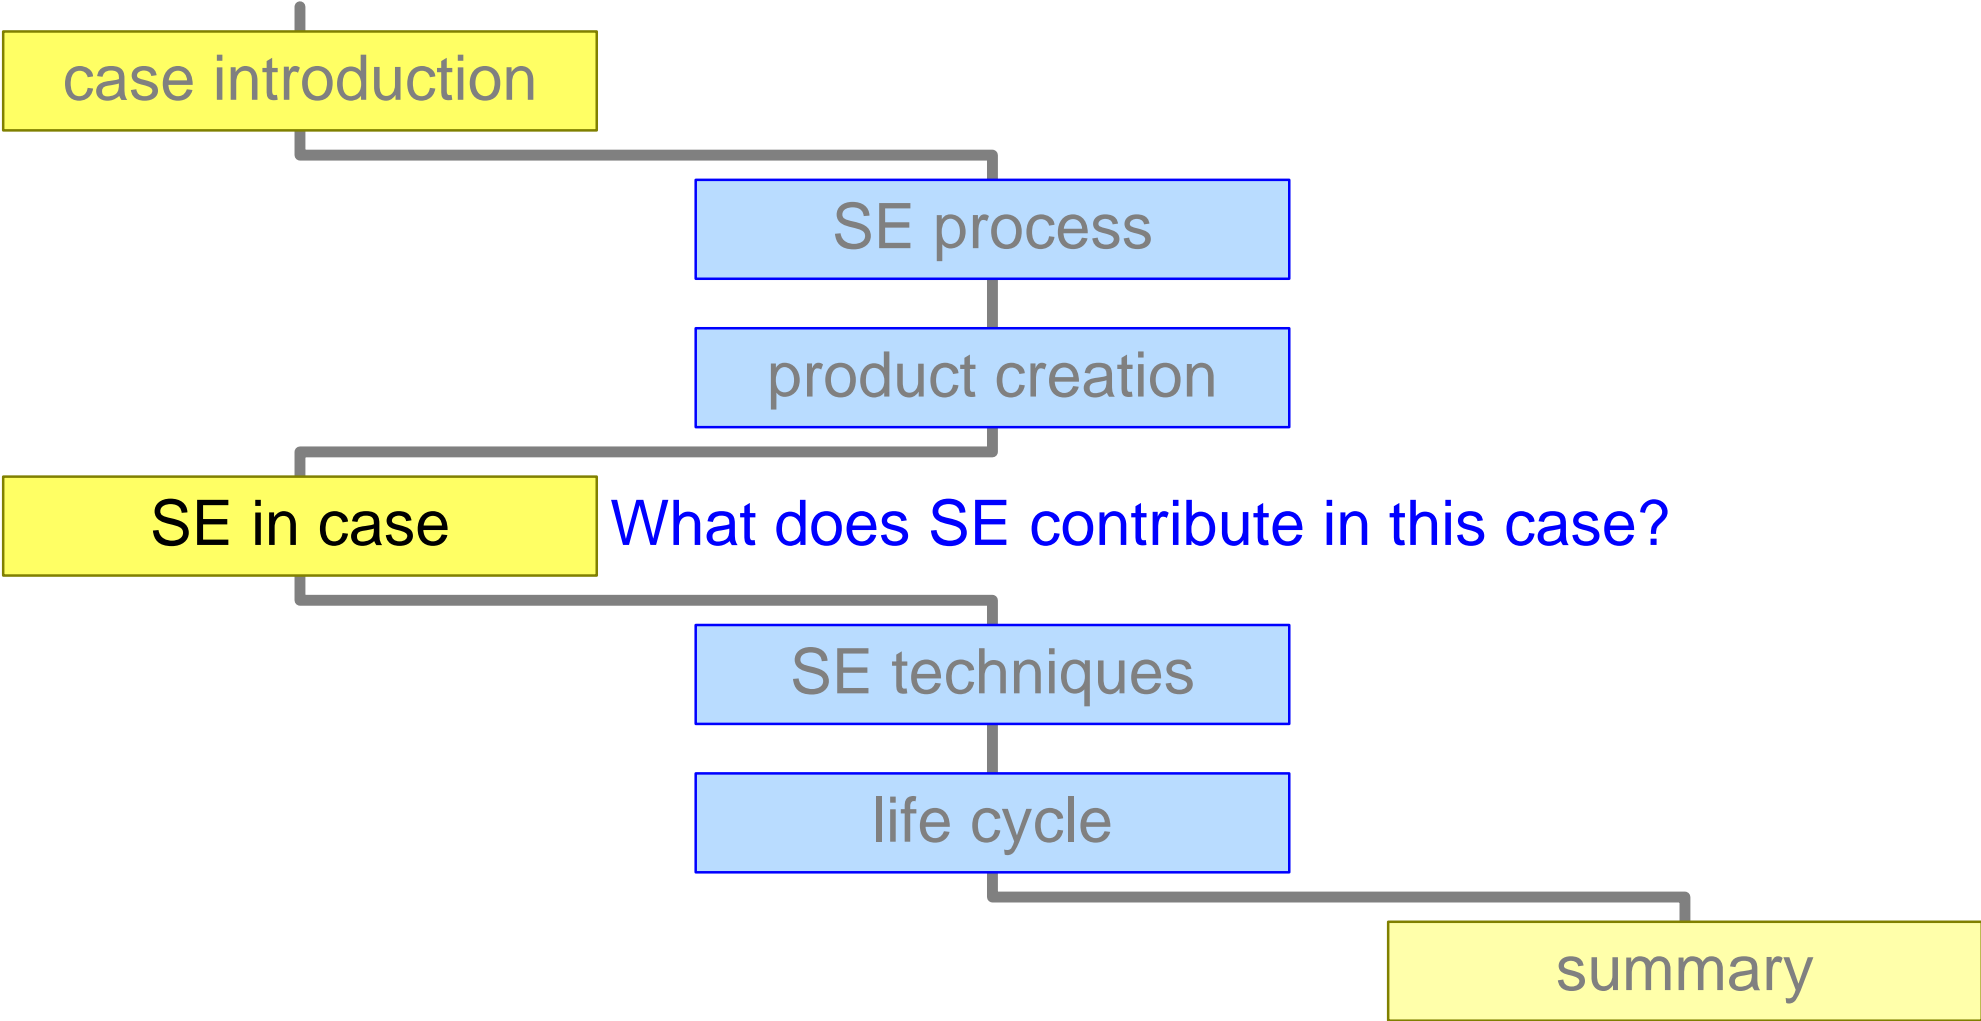 case introduction
SE process
product creation
SE in case
What does SE contribute in this case?
SE techniques
life cycle
summary